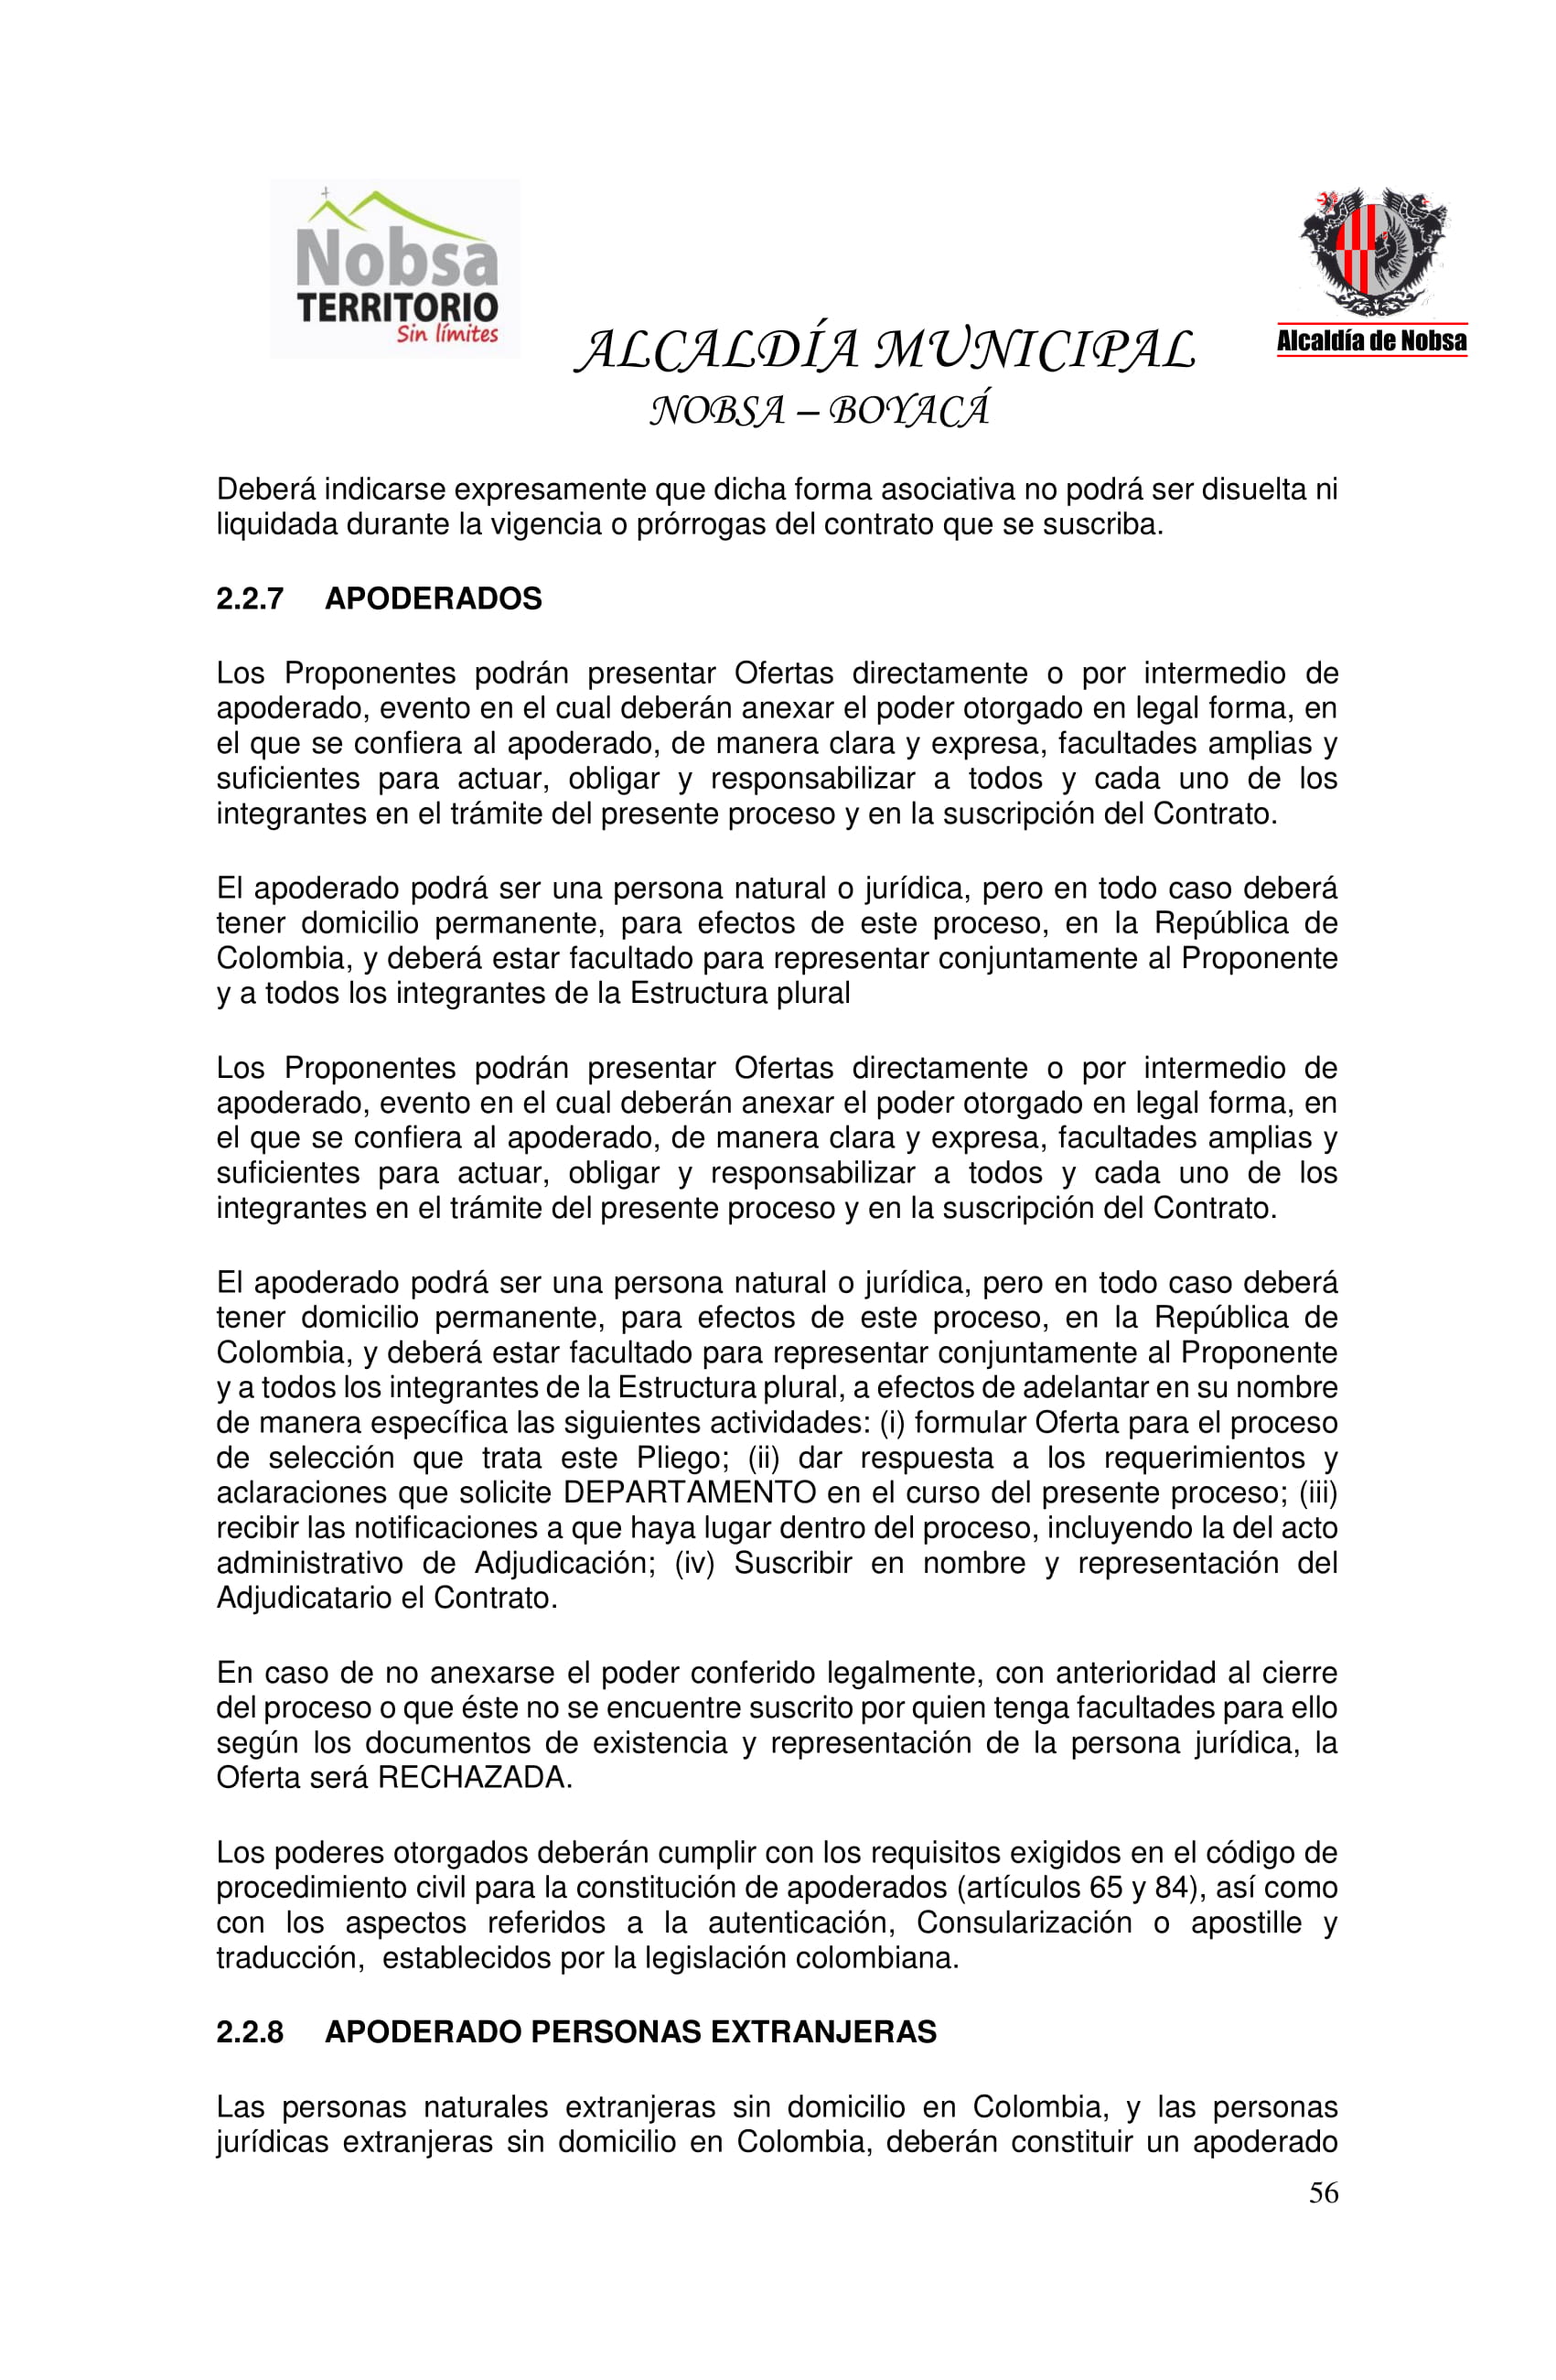 Nobsa
TERRITORIO
Sin límites
Alcaldía de Nobsa
ALCALDÍA MUNICIPAL
NOBSA – BOYACÁ
Deberá indicarse expresamente que dicha forma asociativa no podrá ser disuelta ni
liquidada durante la vigencia o prórrogas del contrato que se suscriba.
2.2.7 APODERADOS
Los Proponentes podrán presentar Ofertas directamente o por intermedio de
apoderado, evento en el cual deberán anexar el poder otorgado en legal forma, en
el que se confiera al apoderado, de manera clara y expresa, facultades amplias y
suficientes para actuar, obligar y responsabilizar a todos y cada uno de los
integrantes en el trámite del presente proceso y en la suscripción del Contrato.
El apoderado podrá ser una persona natural o jurídica, pero en todo caso deberá
tener domicilio permanente, para efectos de este proceso, en la República de
Colombia, y deberá estar facultado para representar conjuntamente al Proponente
y a todos los integrantes de la Estructura plural
Los Proponentes podrán presentar Ofertas directamente o por intermedio de
apoderado, evento en el cual deberán anexar el poder otorgado en legal forma, en
el que se confiera al apoderado, de manera clara y expresa, facultades amplias y
suficientes para actuar, obligar y responsabilizar a todos y cada uno de los
integrantes en el trámite del presente proceso y en la suscripción del Contrato.
El apoderado podrá ser una persona natural o jurídica, pero en todo caso deberá
tener domicilio permanente, para efectos de este proceso, en la República de
Colombia, y deberá estar facultado para representar conjuntamente al Proponente
y a todos los integrantes de la Estructura plural, a efectos de adelantar en su nombre
de manera específica las siguientes actividades: (i) formular Oferta para el proceso
de selección que trata este Pliego; (ii) dar respuesta a los requerimientos y
aclaraciones que solicite DEPARTAMENTO en el curso del presente proceso; (iii)
recibir las notificaciones a que haya lugar dentro del proceso, incluyendo la del acto
administrativo de Adjudicación; (iv) Suscribir en nombre y representación del
Adjudicatario el Contrato.
En caso de no anexarse el poder conferido legalmente, con anterioridad al cierre
del proceso o que éste no se encuentre suscrito por quien tenga facultades para ello
según los documentos de existencia y representación de la persona jurídica, la
Oferta será RECHAZADA.
Los poderes otorgados deberán cumplir con los requisitos exigidos en el código de
procedimiento civil para la constitución de apoderados (artículos 65 y 84), así como
con los aspectos referidos a la autenticación, Consularización o apostille y
traducción, establecidos por la legislación colombiana.
2.2.8 APODERADO PERSONAS EXTRANJERAS
Las personas naturales extranjeras sin domicilio en Colombia, y las personas
jurídicas extranjeras sin domicilio en Colombia, deberán constituir un apoderado
56